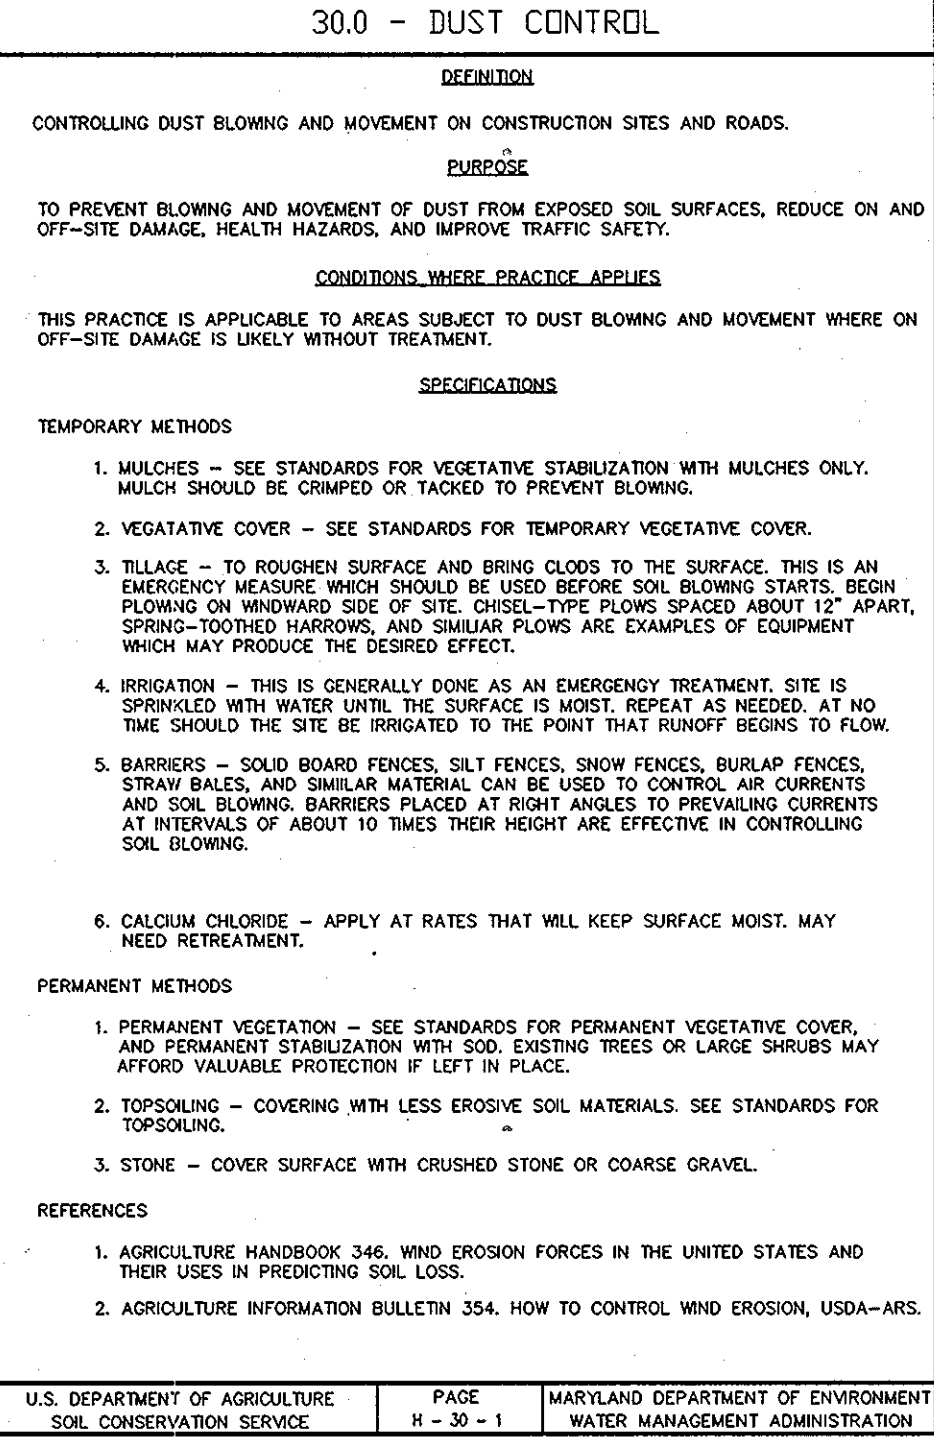 30.0 - DUST CONTROL
DEFINITION
CONTROLLING DUST BLOWING AND MOVEMENT ON CONSTRUCTION SITES AND ROADS.
PURPOSE
TO PREVENT BLOWING AND MOVEMENT OF DUST FROM EXPOSED SOIL SURFACES, REDUCE ON AND
OFF-SITE DAMAGE, HEALTH HAZARDS, AND IMPROVE TRAFFIC SAFETY.
CONDITIONS WHERE PRACTICE APPLIES
THIS PRACTICE IS APPLICABLE TO AREAS SUBJECT TO DUST BLOWING AND MOVEMENT WHERE ON
OFF-SITE DAMAGE IS LIKELY WITHOUT TREATMENT.
SPECIFICATIONS
TEMPORARY METHODS
1. MULCHES - SEE STANDARDS FOR VEGETATIVE STABILIZATION WITH MULCHES ONLY.
MULCH SHOULD BE CRIMPED OR TACKED TO PREVENT BLOWING.
2. VEGATATIVE COVER - SEE STANDARDS FOR TEMPORARY VEGETATIVE COVER.
3. TILLAGE - TO ROUGHEN SURFACE AND BRING CLODS TO THE SURFACE. THIS IS AN
EMERGENCY MEASURE WHICH SHOULD BE USED BEFORE SOIL BLOWING STARTS. BEGIN
PLOWING ON WINDWARD SIDE OF SITE. CHISEL-TYPE PLOWS SPACED ABOUT 12" APART,
SPRING-TOOTHED HARROWS, AND SIMILIAR PLOWS ARE EXAMPLES OF EQUIPMENT
WHICH MAY PRODUCE THE DESIRED EFFECT.
4. IRRIGATION - THIS IS GENERALLY DONE AS AN EMERGENCY TREATMENT. SITE IS
SPRINKLED WITH WATER UNTIL THE SURFACE IS MOIST. REPEAT AS NEEDED. AT NO
TIME SHOULD THE SITE BE IRRIGATED TO THE POINT THAT RUNOFF BEGINS TO FLOW.
5. BARRIERS - SOLID BOARD FENCES, SILT FENCES, SNOW FENCES, BURLAP FENCES,
STRAW BALES, AND SIMIILAR MATERIAL CAN BE USED TO CONTROL AIR CURRENTS
AND SOIL BLOWING. BARRIERS PLACED AT RIGHT ANGLES TO PREVAILING CURRENTS
AT INTERVALS OF ABOUT 10 TIMES THEIR HEIGHT ARE EFFECTIVE IN CONTROLLING
SOIL BLOWING.
6. CALCIUM CHLORIDE - APPLY AT RATES THAT WILL KEEP SURFACE MOIST. MAY
NEED RETREATMENT.
PERMANENT METHODS
1. PERMANENT VEGETATION - SEE STANDARDS FOR PERMANENT VEGETATIVE COVER,
AND PERMANENT STABILIZATION WITH SOD. EXISTING TREES OR LARGE SHRUBS MAY
AFFORD VALUABLE PROTECTION IF LEFT IN PLACE.
2. TOPSOILING - COVERING WITH LESS EROSIVE SOIL MATERIALS. SEE STANDARDS FOR
TOPSOILING.
3. STONE - COVER SURFACE WITH CRUSHED STONE OR COARSE GRAVEL.
REFERENCES
1. AGRICULTURE HANDBOOK 346. WIND EROSION FORCES IN THE UNITED STATES AND
THEIR USES IN PREDICTING SOIL LOSS.
2. AGRICULTURE INFORMATION BULLETIN 354. HOW TO CONTROL WIND EROSION, USDA-ARS.
U.S. DEPARTMENT OF AGRICULTURE
SOIL CONSERVATION SERVICE
PAGE
H - 30 - 1
MARYLAND DEPARTMENT OF ENVIRONMENT
WATER MANAGEMENT ADMINISTRATION